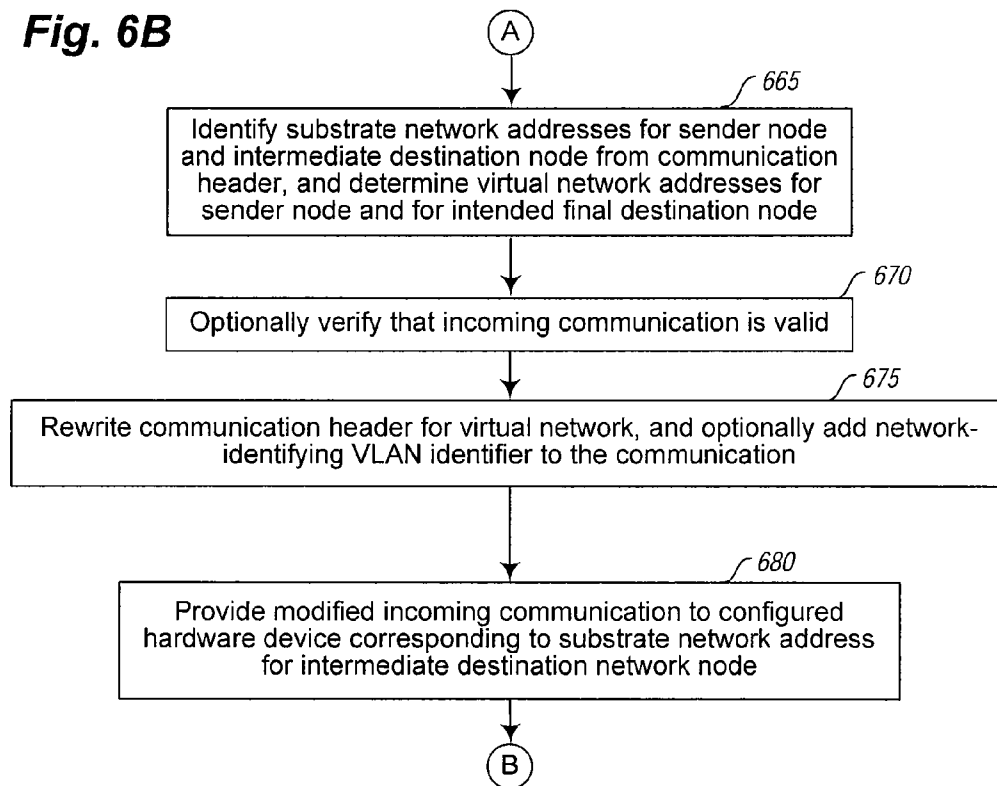 Fig. 6B
A
665
Identify substrate network addresses for sender node
and intermediate destination node from communication
header, and determine virtual network addresses for
sender node and for intended final destination node
670
Optionally verify that incoming communication is valid
675
Rewrite communication header for virtual network, and optionally add network-
identifying VLAN identifier to the communication
680
Provide modified incoming communication to configured
hardware device corresponding to substrate network address
for intermediate destination network node
B